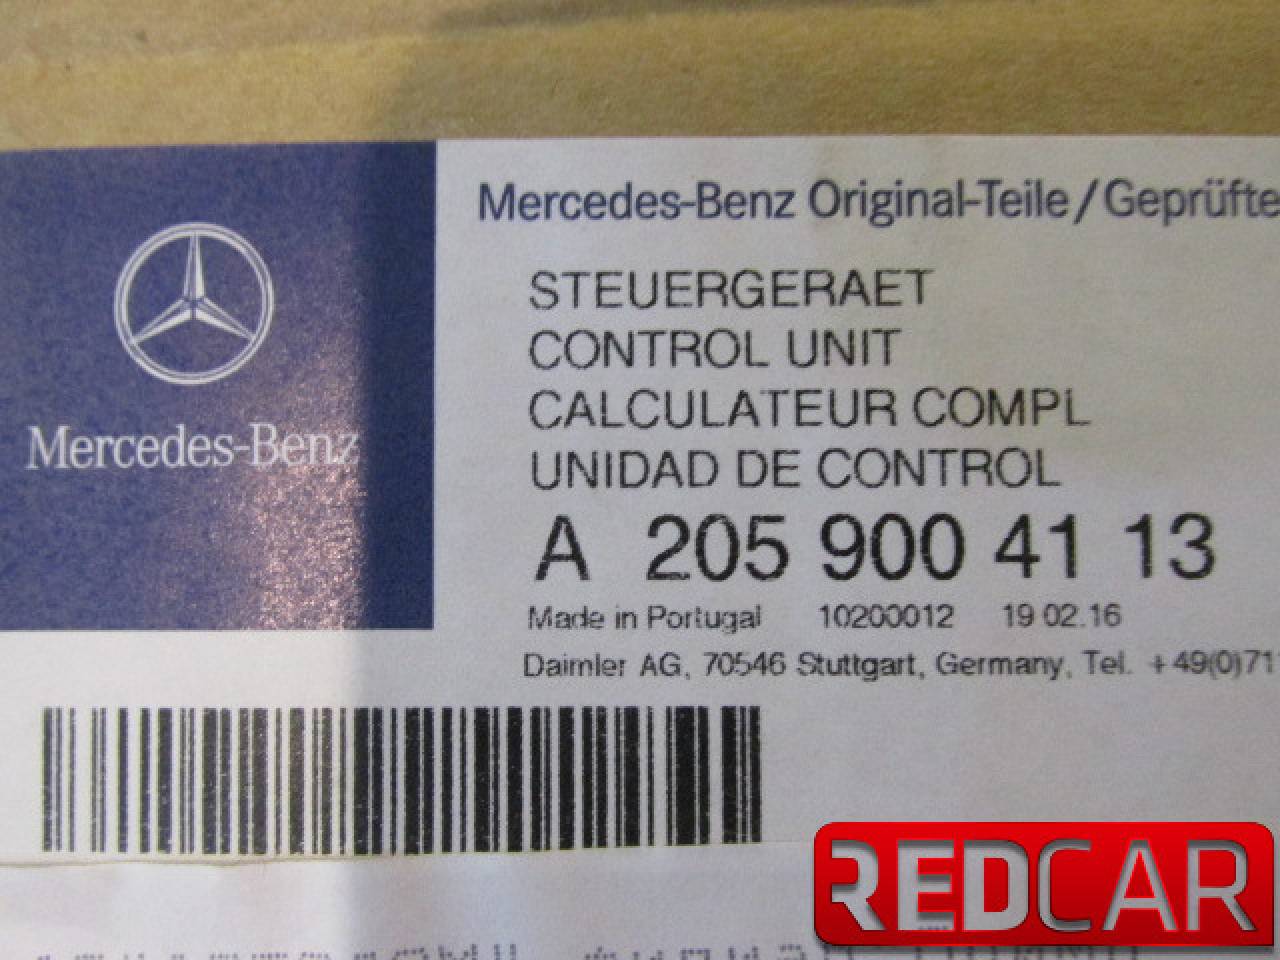 Mercedes-Benz
Mercedes-Benz Original-Teile/Geprüfte
STEUERGERAET
CONTROL UNIT
CALCULATEUR COMPL
UNIDAD DE CONTROL
A 205 900 41 13
Made in Portugal 10200012 19 02.16
Daimler AG, 70546 Stuttgart, Germany, Tel. +49(0)71
REDCAR